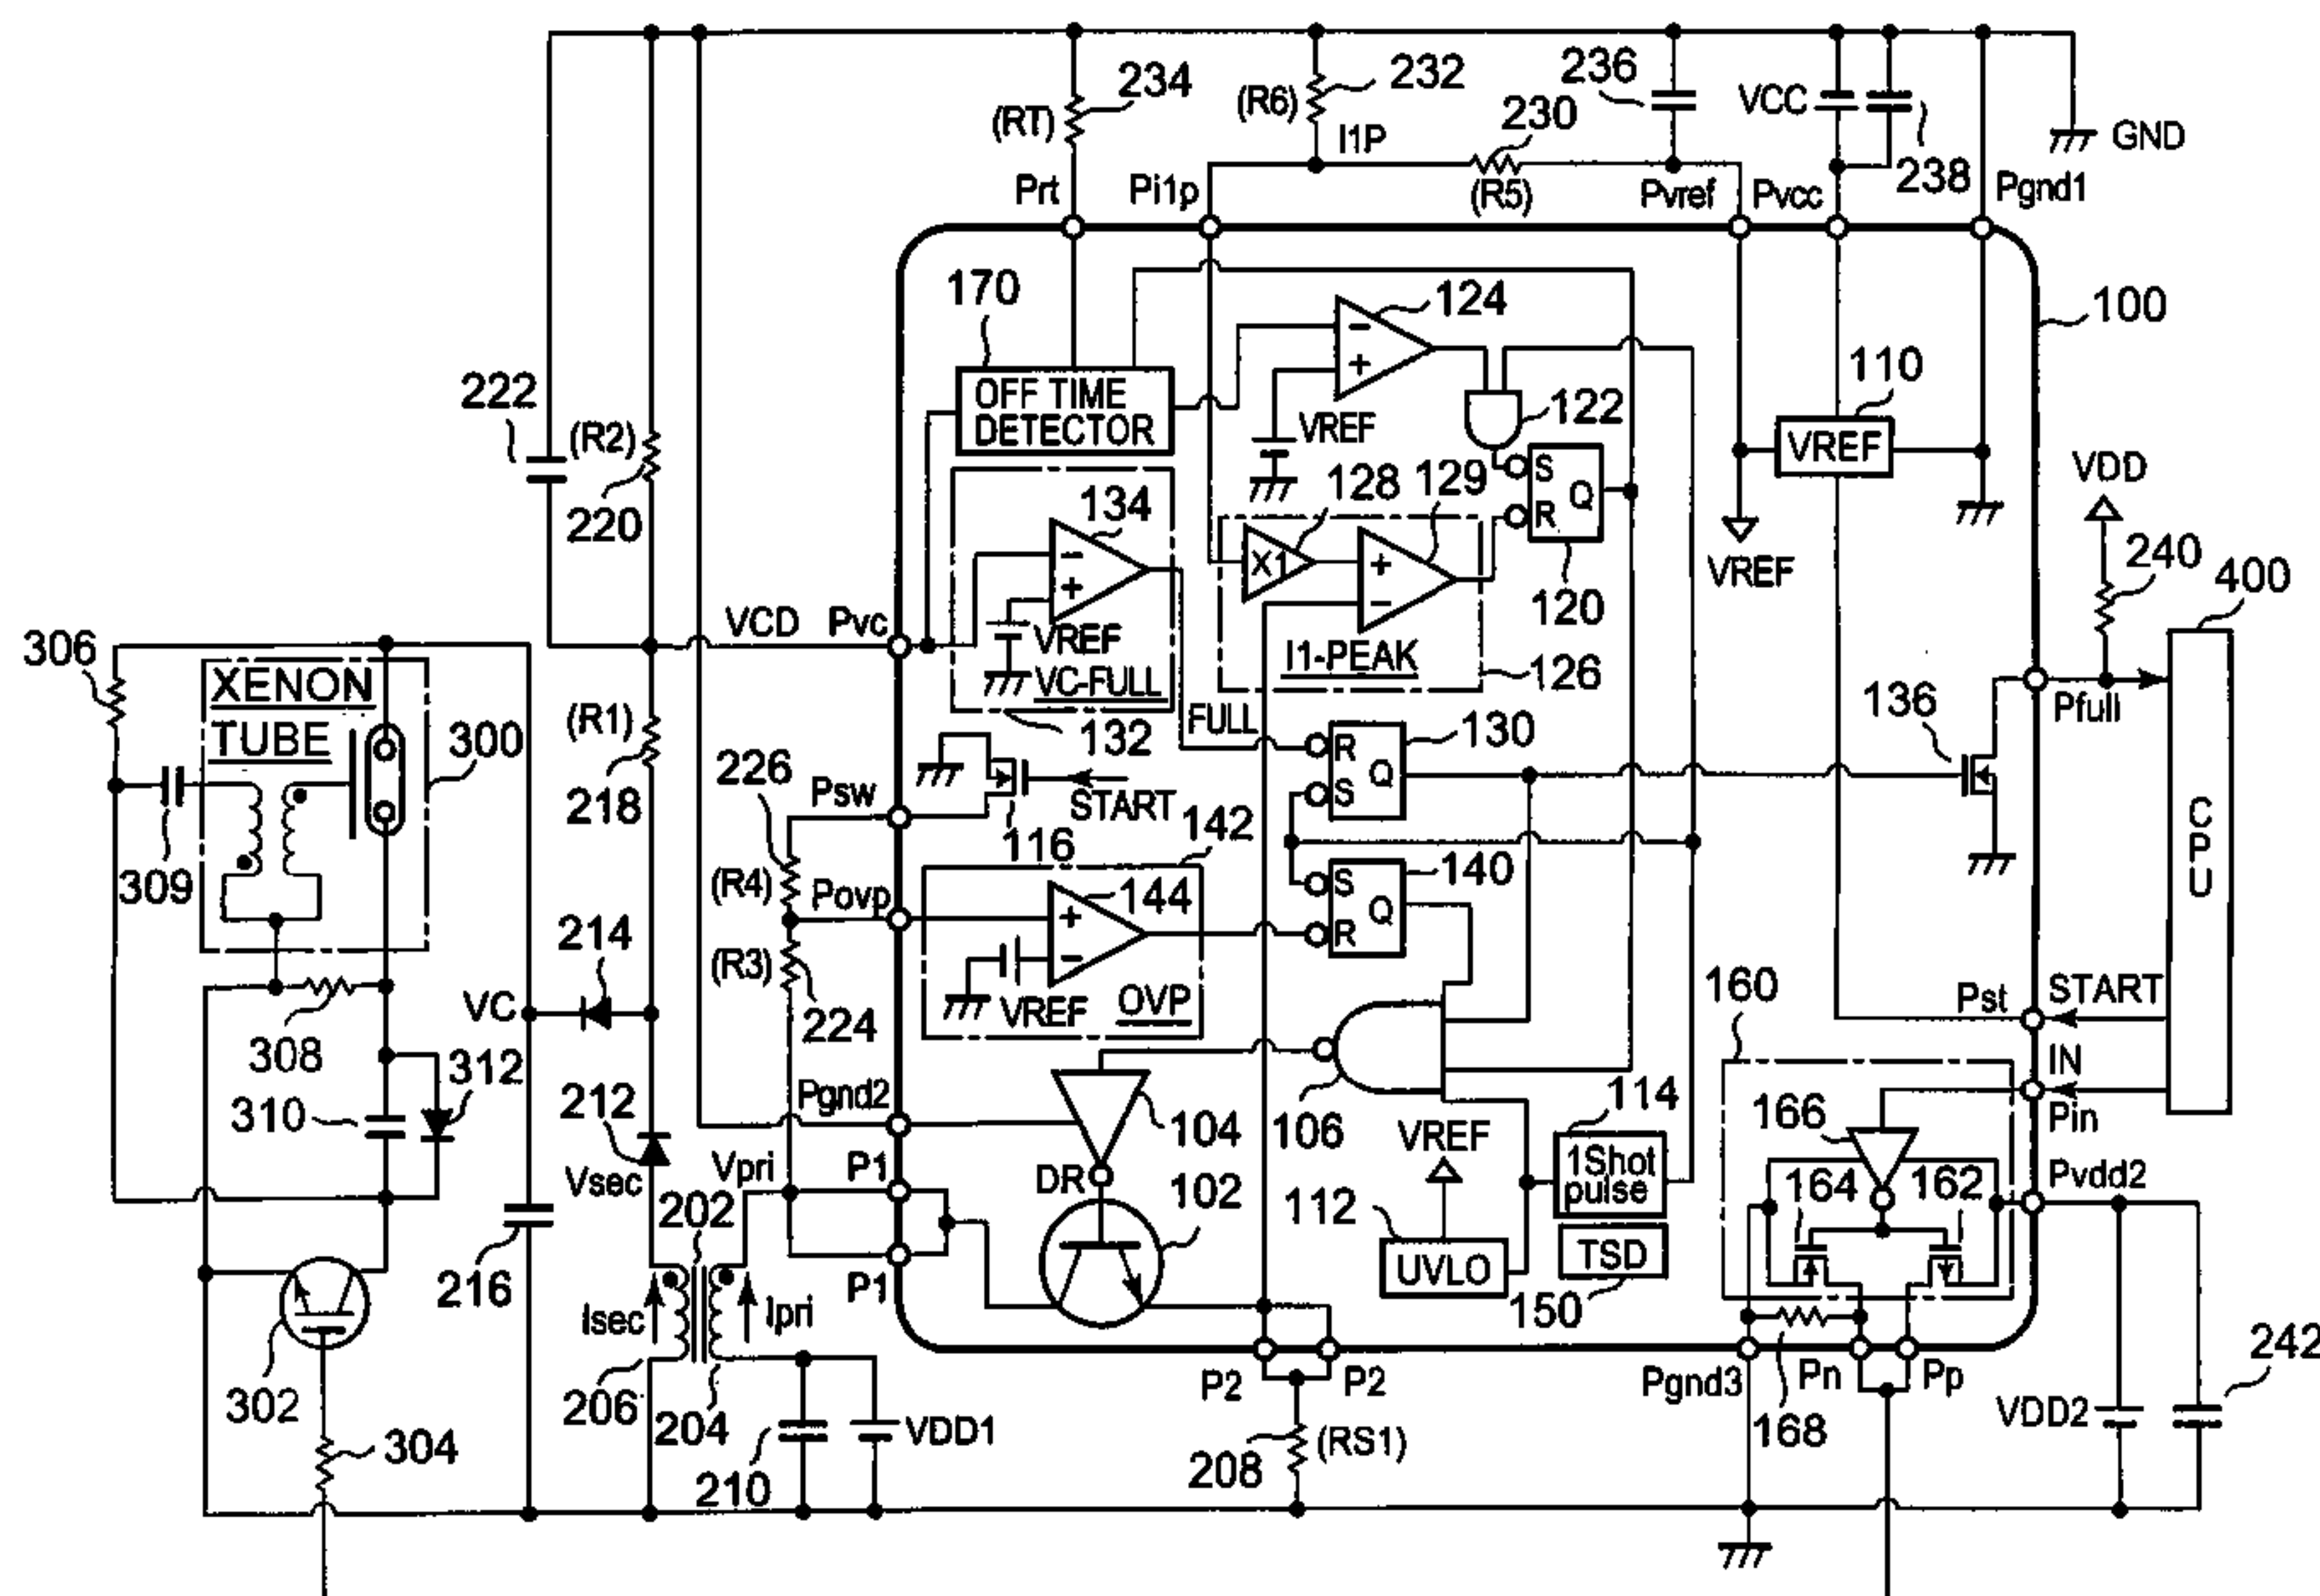 234
(RT)
(R6)
232
I1P
236
230
(R5)
VCC
238
GND
Prt
Pi1p
Pvref
Pvcc
Pgnd1
170
OFF TIME
DETECTOR
124
VREF
122
100
110
VREF
VDD
222
(R2)
220
134
VREF
VC-FULL
132
128
129
X1
I1-PEAK
126
S
R
Q
120
VREF
240
400
CPU
VCD
Pvc
306
XENON
TUBE
300
(R1)
218
FULL
130
R
S
Q
136
Pfull
226
Psw
116
START
142
309
(R4)
Povp
144
140
S
R
Q
(R3)
224
VREF
OVP
VC
214
308
312
310
212
Vsec
Pgnd2
Vpri
P1
P1
104
DR
102
106
VREF
112
UVLO
114
1Shot
pulse
TSD
150
160
Pst
START
IN
Pin
166
164
162
Pvdd2
216
202
Isec
Ipri
206
204
210
VDD1
302
304
P2
P2
208
(RS1)
Pgnd3
Pn
Pp
168
VDD2
242